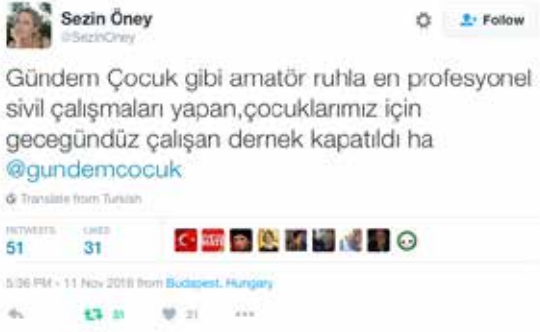 Sezin Öney
@SezinOney
Follow
Gündem Çocuk gibi amatör ruhla en profesyonel
sivil çalışmaları yapan,çocuklarımız için
gecegündüz çalışan dernek kapatıldı ha
@gundemcocuk
Translate from Turkish
RETWEETS LIKES
51 31
5:36 PM - 11 Nov 2016 from Budapest, Hungary
51 31